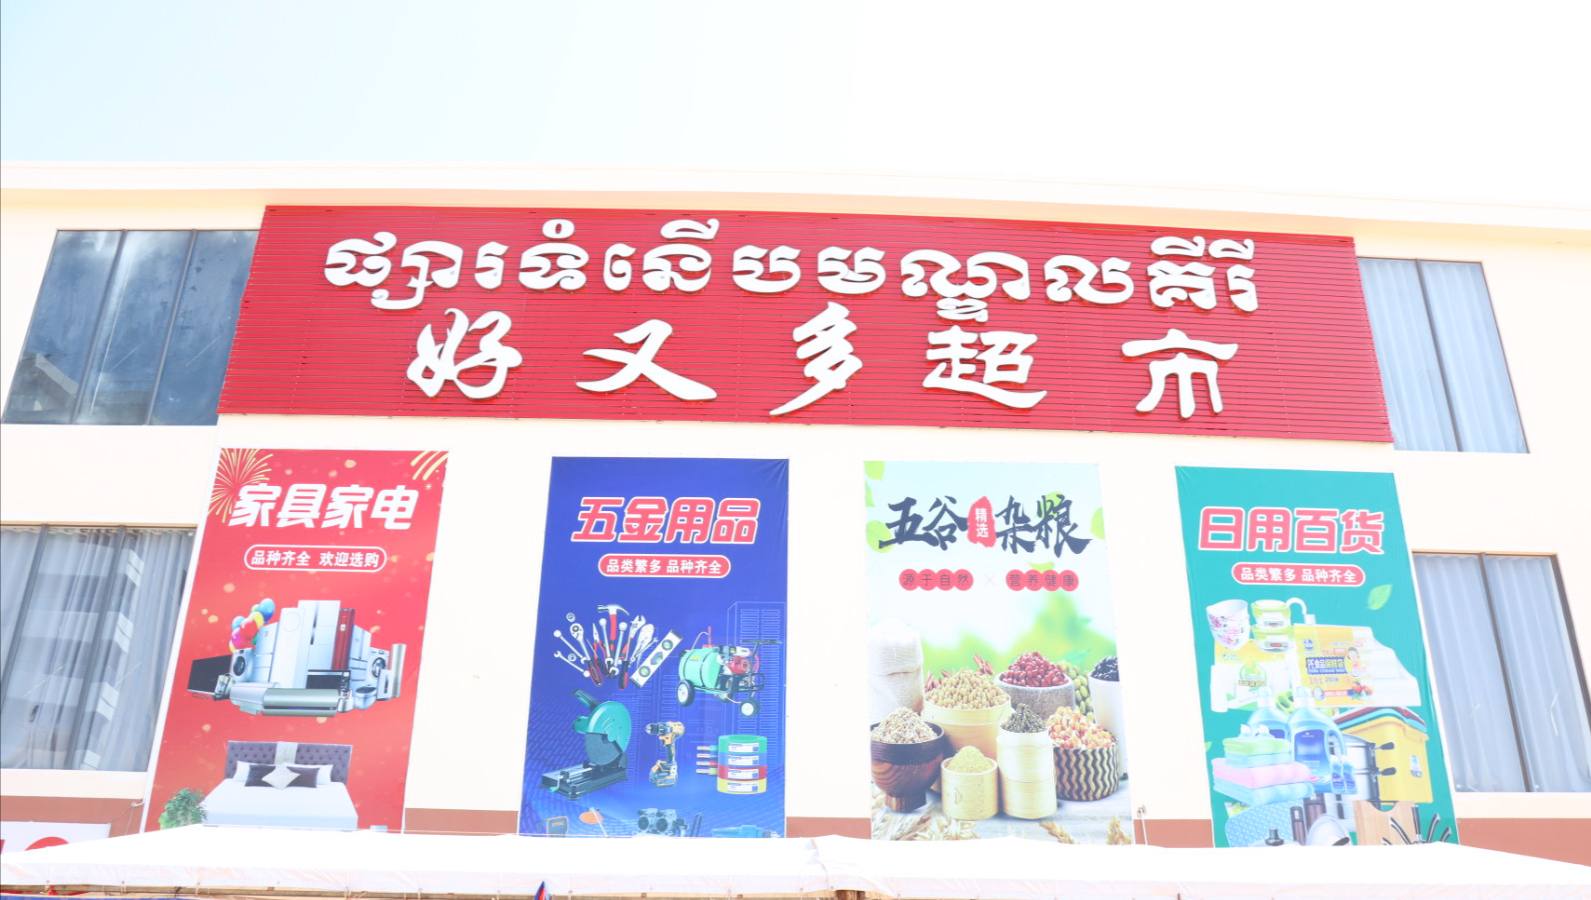 ផ្សារទំនើបមណ្ឌលគីរី
好又多超市
家具家电
品种齐全 欢迎选购
五金用品
品类繁多 品种齐全
五谷精选杂粮
源于自然 × 营养健康
日用百货
品类繁多 品种齐全